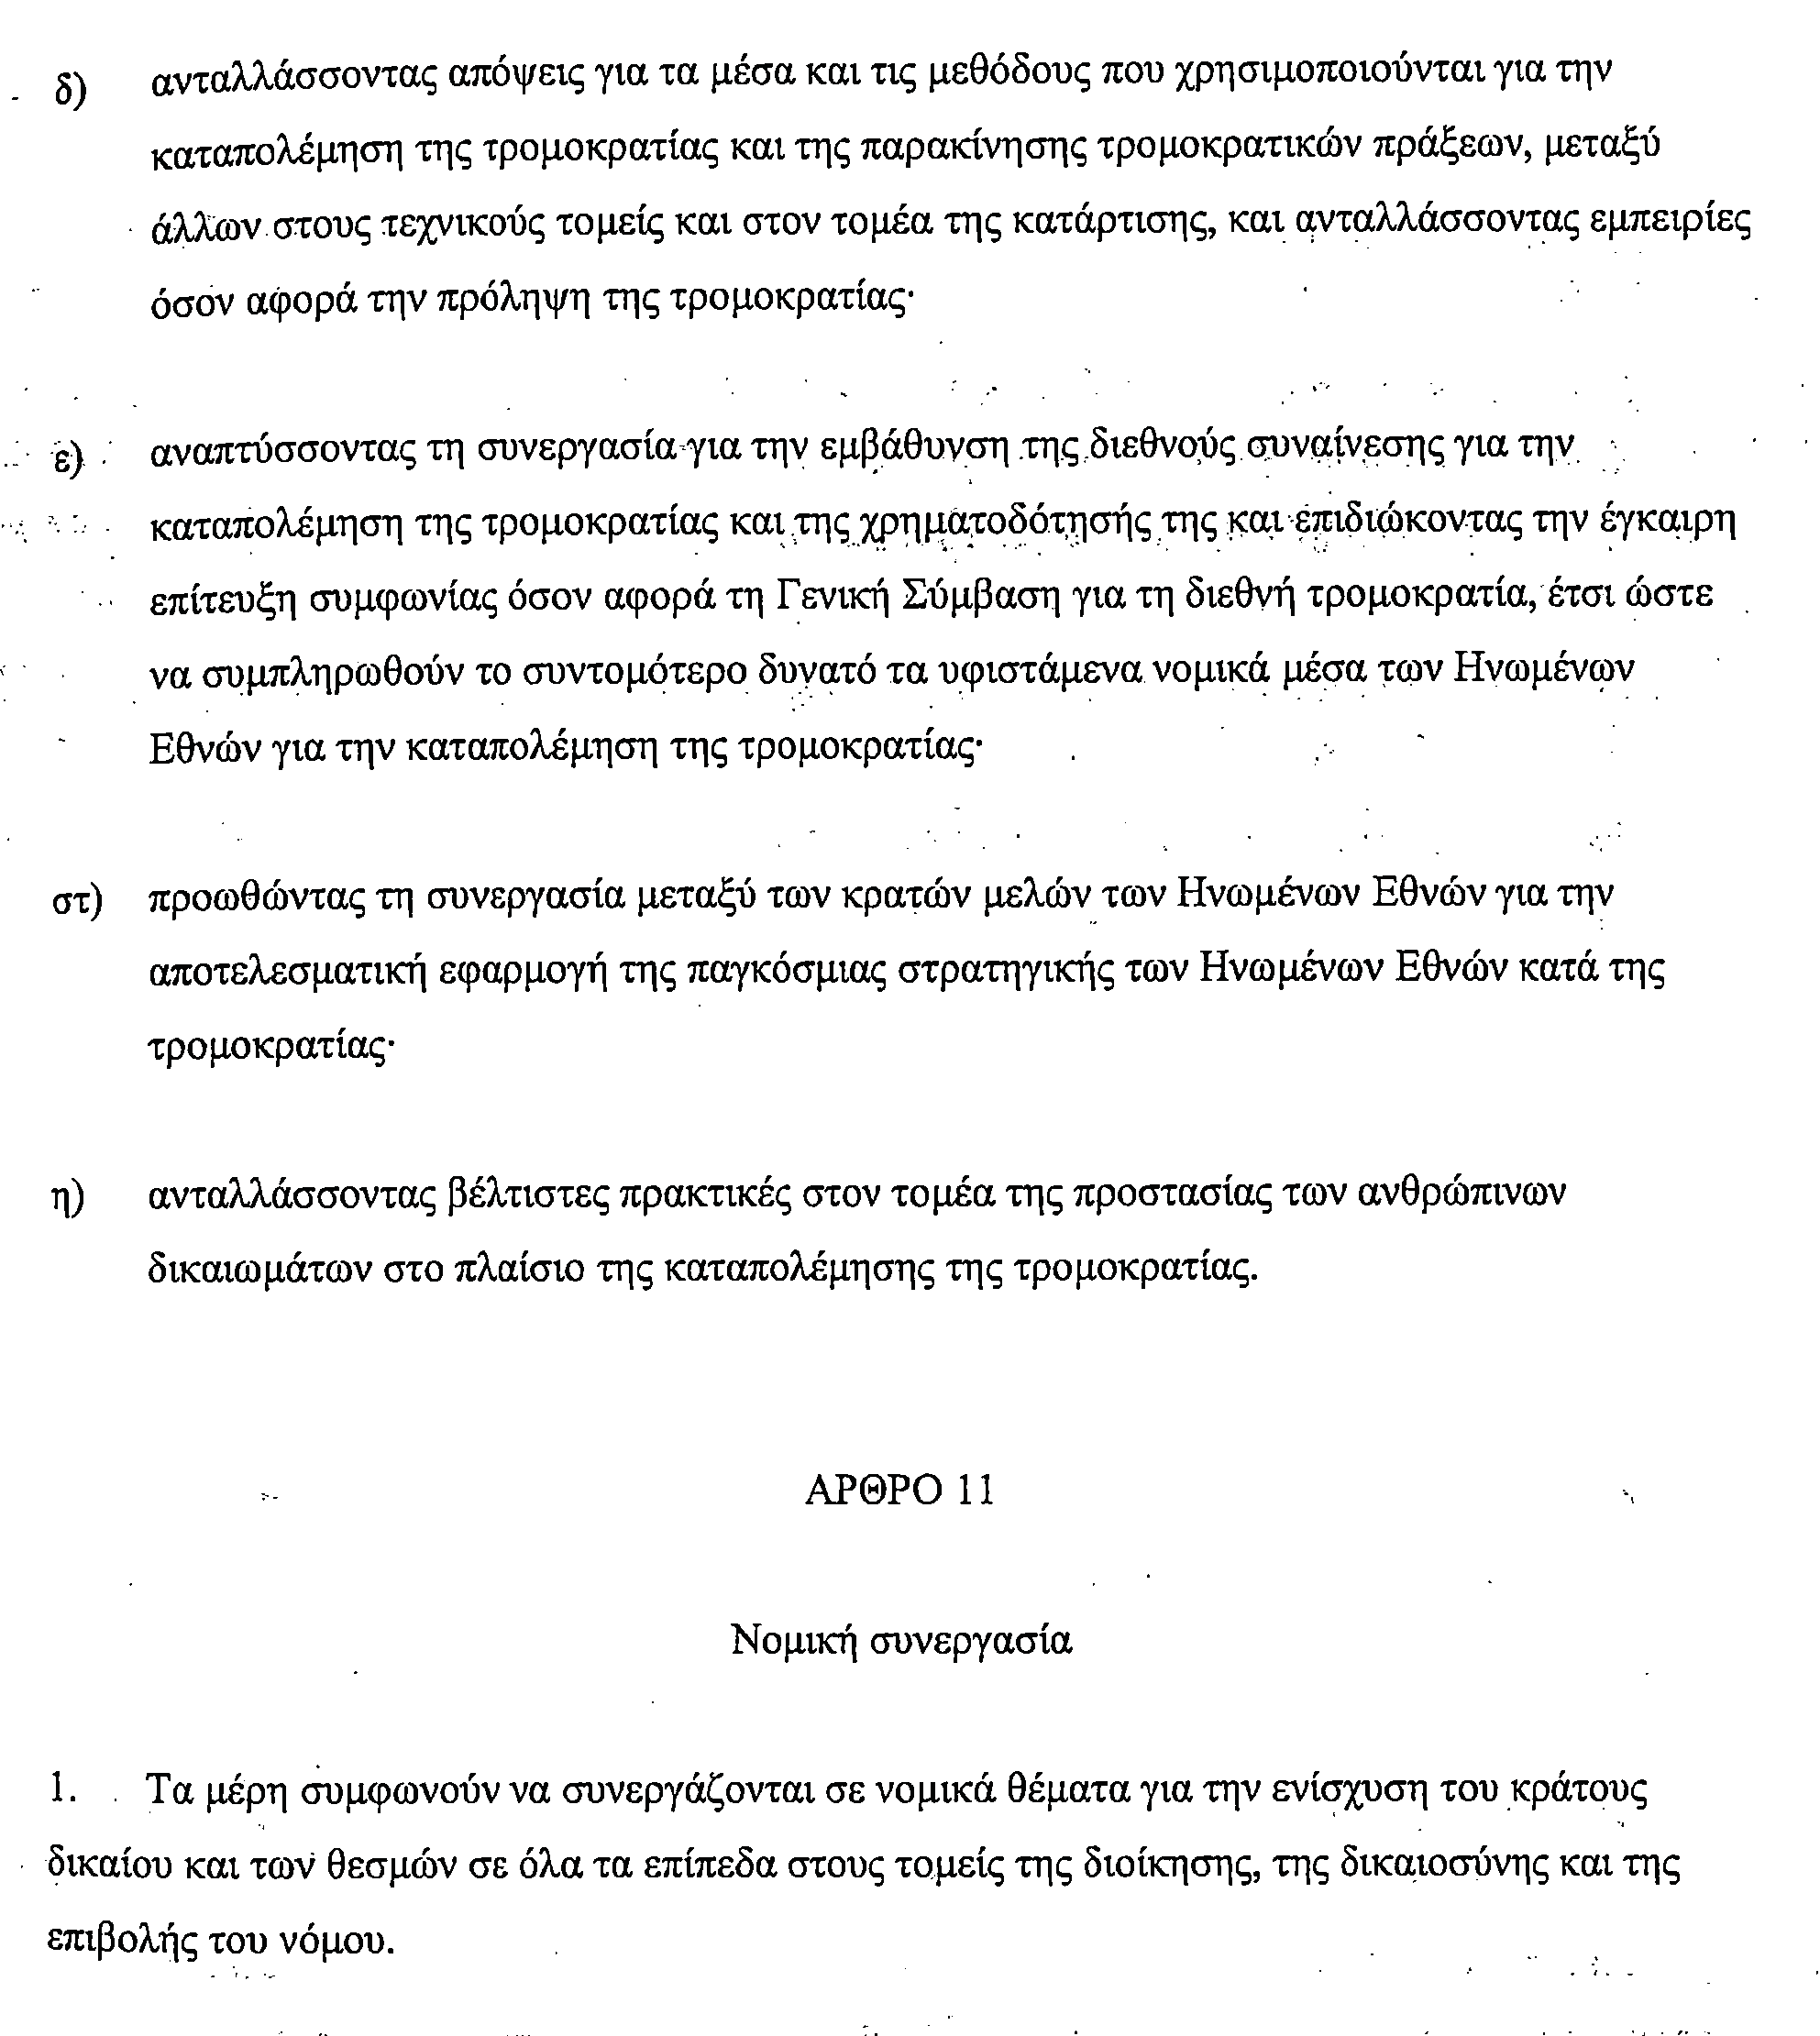 δ) ανταλλάσσοντας απόψεις για τα μέσα και τις μεθόδους που χρησιμοποιούνται για την
καταπολέμηση της τρομοκρατίας και της παρακίνησης τρομοκρατικών πράξεων, μεταξύ
άλλων στους τεχνικούς τομείς και στον τομέα της κατάρτισης, και ανταλλάσσοντας εμπειρίες
όσον αφορά την πρόληψη της τρομοκρατίας·
ε) αναπτύσσοντας τη συνεργασία για την εμβάθυνση της διεθνούς συναίνεσης για την
καταπολέμηση της τρομοκρατίας και της χρηματοδότησής της και επιδιώκοντας την έγκαιρη
επίτευξη συμφωνίας όσον αφορά τη Γενική Σύμβαση για τη διεθνή τρομοκρατία, έτσι ώστε
να συμπληρωθούν το συντομότερο δυνατό τα υφιστάμενα νομικά μέσα των Ηνωμένων
Εθνών για την καταπολέμηση της τρομοκρατίας·
στ) προωθώντας τη συνεργασία μεταξύ των κρατών μελών των Ηνωμένων Εθνών για την
αποτελεσματική εφαρμογή της παγκόσμιας στρατηγικής των Ηνωμένων Εθνών κατά της
τρομοκρατίας·
η) ανταλλάσσοντας βέλτιστες πρακτικές στον τομέα της προστασίας των ανθρώπινων
δικαιωμάτων στο πλαίσιο της καταπολέμησης της τρομοκρατίας.
ΑΡΘΡΟ 11
Νομική συνεργασία
1. Τα μέρη συμφωνούν να συνεργάζονται σε νομικά θέματα για την ενίσχυση του κράτους
δικαίου και των θεσμών σε όλα τα επίπεδα στους τομείς της διοίκησης, της δικαιοσύνης και της
επιβολής του νόμου.